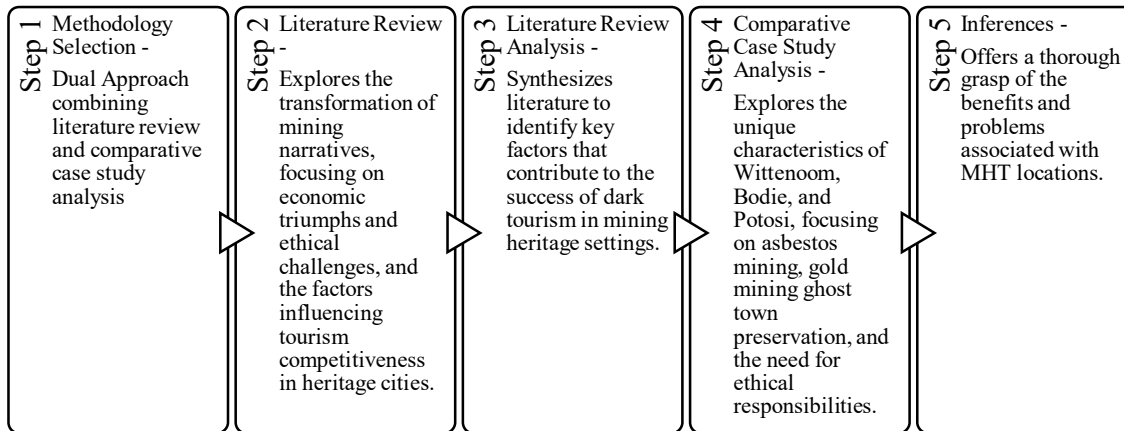 Step 1
Methodology
Selection -
Dual Approach
combining
literature review
and comparative
case study
analysis
Step 2
Literature Review
-
Explores the
transformation of
mining
narratives,
focusing on
economic
triumphs and
ethical
challenges, and
the factors
influencing
tourism
competitiveness
in heritage cities.
Step 3
Literature Review
Analysis -
Synthesizes
literature to
identify key
factors that
contribute to the
success of dark
tourism in mining
heritage settings.
Step 4
Comparative
Case Study
Analysis -
Explores the
unique
characteristics of
Wittenoom,
Bodie, and
Potosi, focusing
on asbestos
mining, gold
mining ghost
town
preservation, and
the need for
ethical
responsibilities.
Step 5
Inferences -
Offers a thorough
grasp of the
benefits and
problems
associated with
MHT locations.